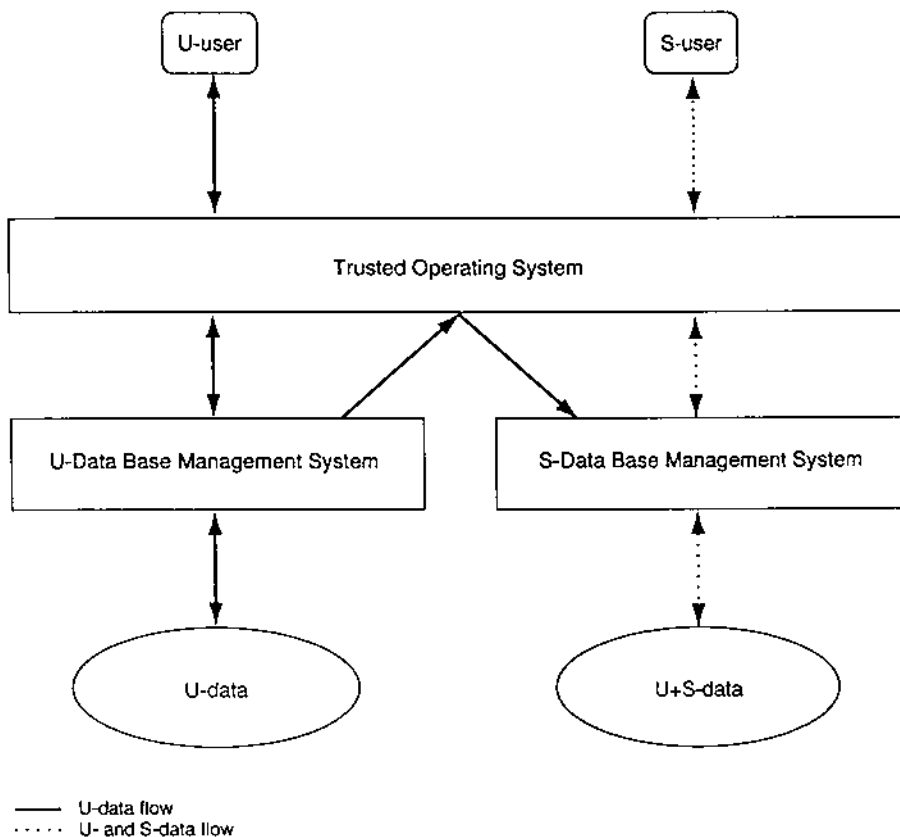 U-user
S-user
Trusted Operating System
U-Data Base Management System
S-Data Base Management System
U-data
U+S-data
U-data flow
U- and S-data flow